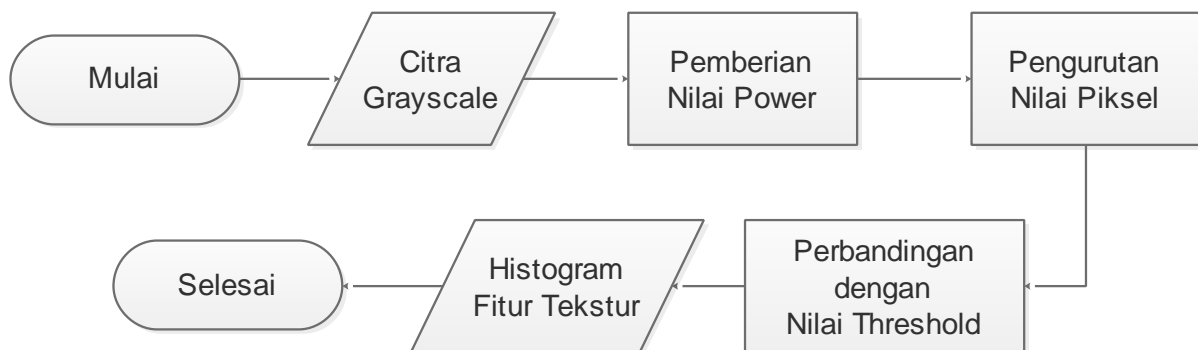 Mulai
Citra
Grayscale
Pemberian
Nilai Power
Pengurutan
Nilai Piksel
Perbandingan
dengan
Nilai Threshold
Histogram
Fitur Tekstur
Selesai